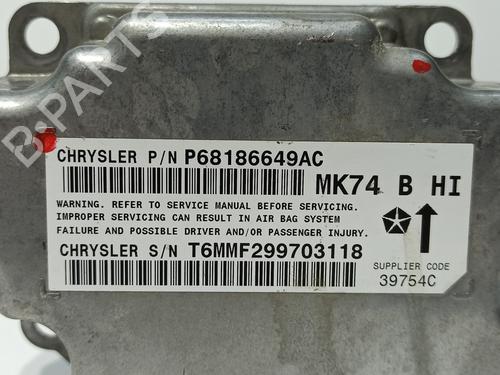 B-PARTS
CHRYSLER P/N P68186649AC
MK74 B HI
WARNING. REFER TO SERVICE MANUAL BEFORE SERVICING.
IMPROPER SERVICING CAN RESULT IN AIR BAG SYSTEM
FAILURE AND POSSIBLE DRIVER AND/OR PASSENGER INJURY.
CHRYSLER S/N T6MMF299703118
SUPPLIER CODE
39754C